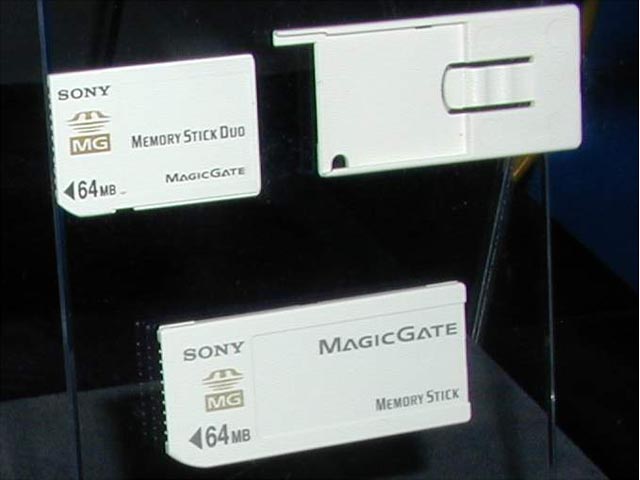 SONY
MG
MEMORY STICK DUO
MAGICGATE
64MB
SONY
MAGICGATE
MG
MEMORY STICK
64MB